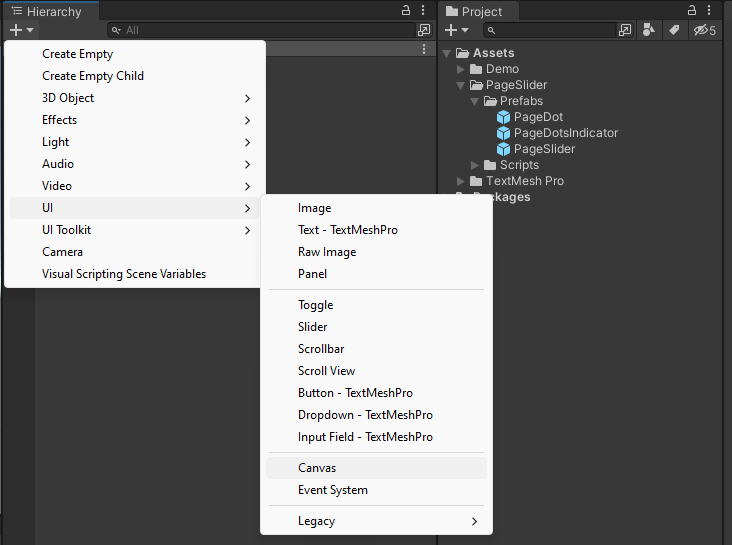 Hierarchy
All
Create Empty
Create Empty Child
3D Object
Effects
Light
Audio
Video
UI
UI Toolkit
Camera
Visual Scripting Scene Variables
Image
Text - TextMeshPro
Raw Image
Panel
Toggle
Slider
Scrollbar
Scroll View
Button - TextMeshPro
Dropdown - TextMeshPro
Input Field - TextMeshPro
Canvas
Event System
Legacy
Project
5
Assets
Demo
PageSlider
Prefabs
PageDot
PageDotsIndicator
PageSlider
Scripts
TextMesh Pro
Packages